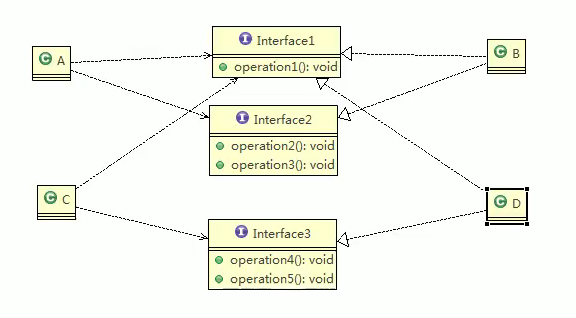 Interface1
operation1(): void
A
B
Interface2
operation2(): void
operation3(): void
C
D
Interface3
operation4(): void
operation5(): void